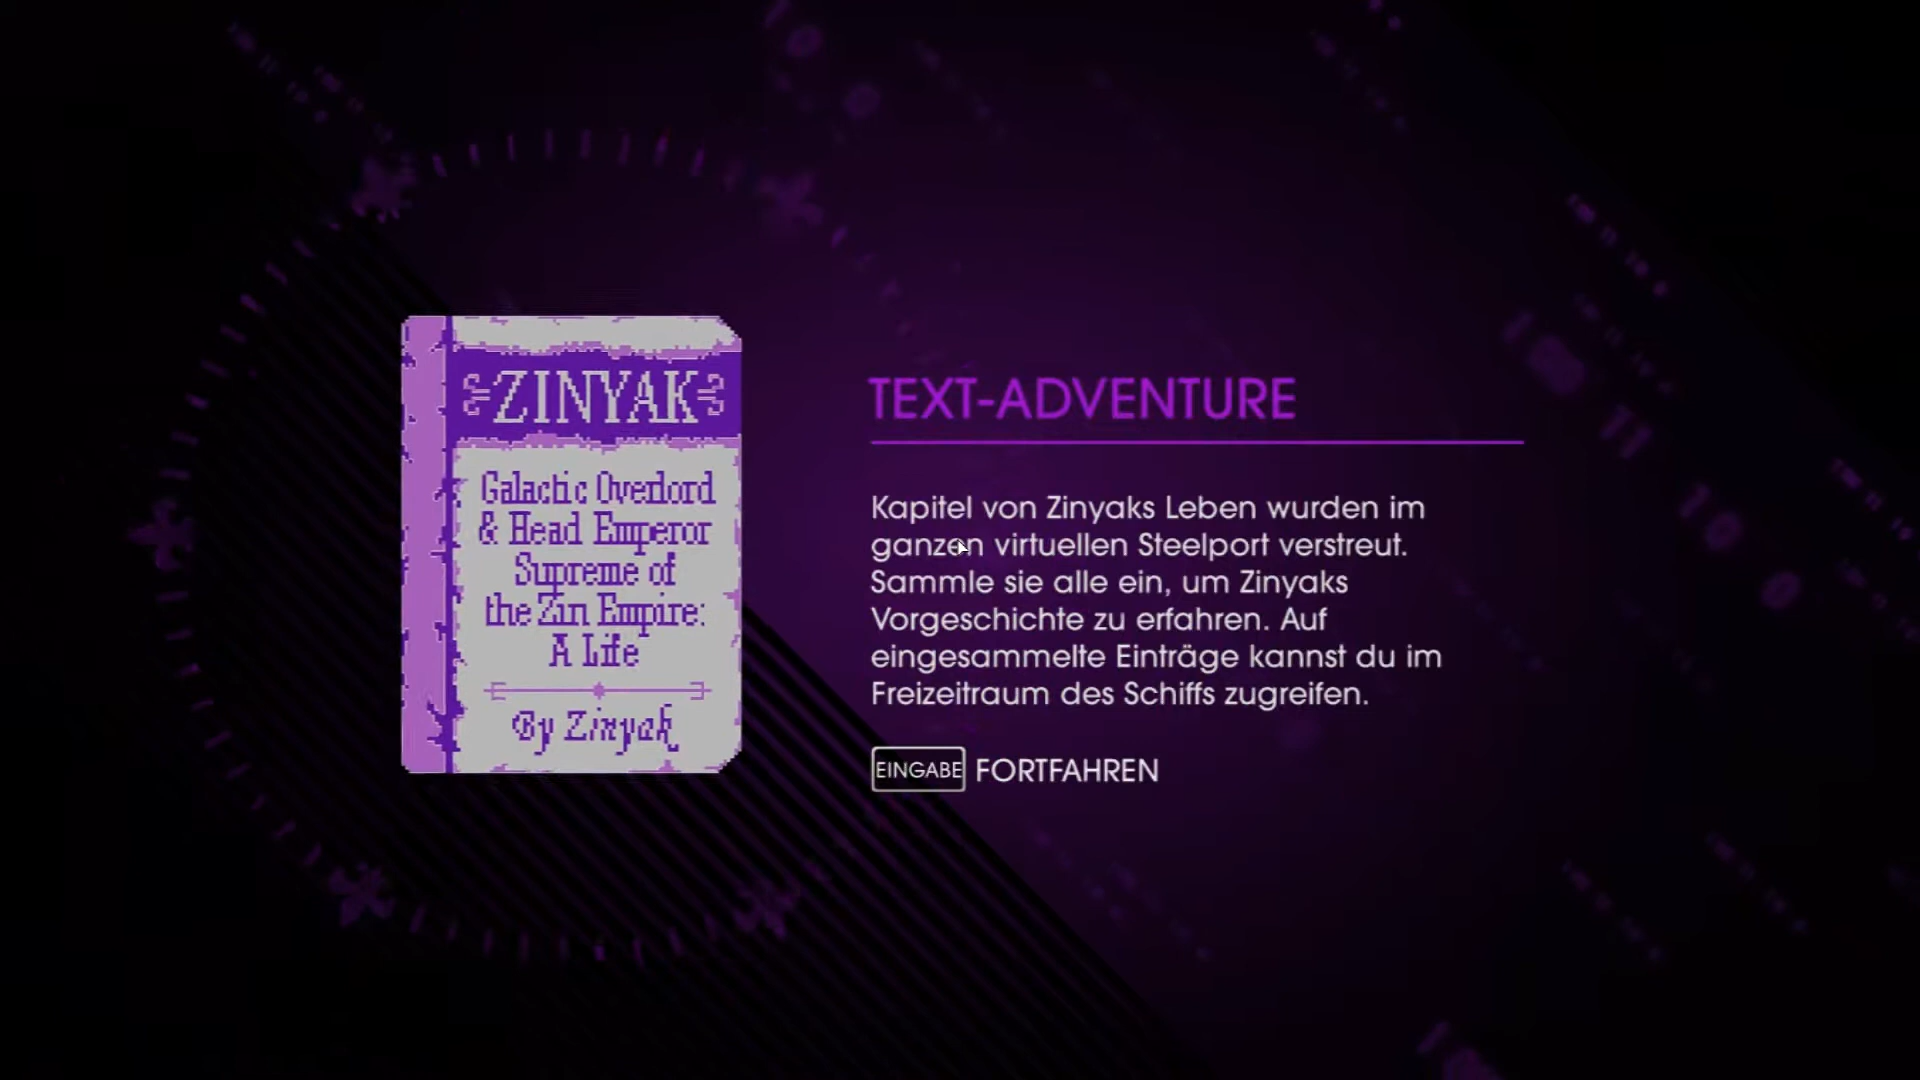 ZINYAK
Galactic Overlord
& Head Emperor
Supreme of
the Zin Empire:
A Life
By Zinyak
TEXT-ADVENTURE
Kapitel von Zinyaks Leben wurden im
ganzen virtuellen Steelport verstreut.
Sammle sie alle ein, um Zinyaks
Vorgeschichte zu erfahren. Auf
eingesammelte Einträge kannst du im
Freizeitraum des Schiffs zugreifen.
EINGABE FORTFAHREN